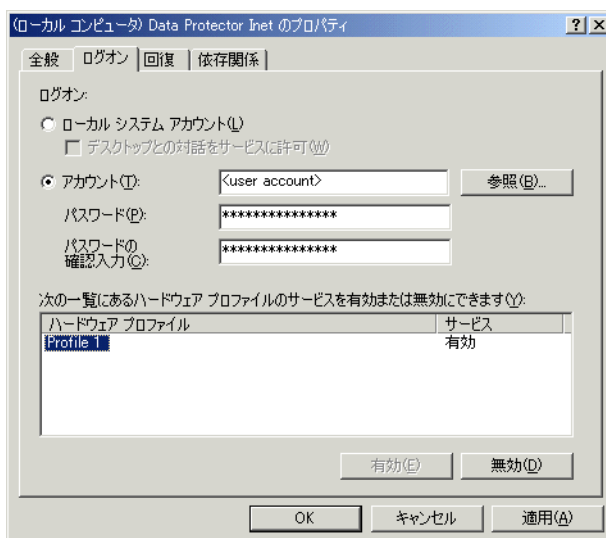 (ローカル コンピュータ) Data Protector Inet のプロパティ
全般 ログオン 回復 依存関係
ログオン:
ローカル システム アカウント(L)
デスクトップとの対話をサービスに許可(W)
アカウント(T): <user account> 参照(B)...
パスワード(P): ***************
パスワードの
確認入力(C): ***************
次の一覧にあるハードウェア プロファイルのサービスを有効または無効にできます(Y):
ハードウェア プロファイル サービス
Profile 1 有効
有効(E) 無効(D)
OK キャンセル 適用(A)